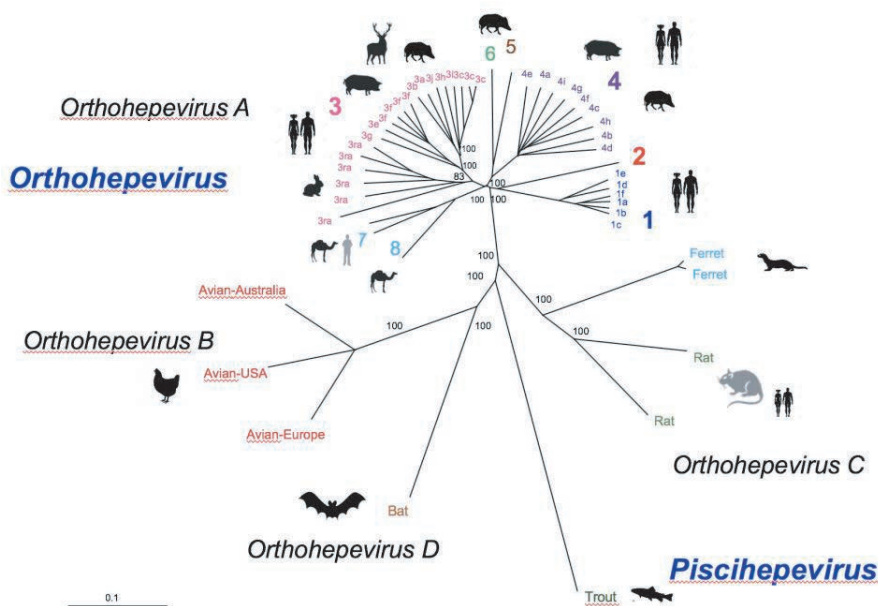 6
5
3c
3c
3c
3i
3h
3j
3a
3b
3f
3f
3f
3e
3f
3g
3ra
3ra
3ra
3ra
3ra
4e
4a
4i
4g
4f
4c
4h
4b
4d
4
Orthohepevirus A
3
Orthohepevirus
2
1e
1d
1f
1a
1b
1c
1
100
100
83
100
100
100
7
8
100
100
Ferret
Ferret
Avian-Australia
100
Orthohepevirus B
100
100
100
Rat
Avian-USA
Rat
Avian-Europe
Orthohepevirus C
Bat
Orthohepevirus D
Piscihepevirus
Trout
0.1